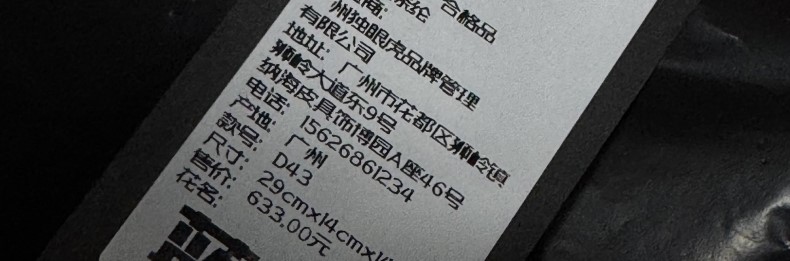 合格品
州独眼虎品牌管理
有限公司
地址: 广州市花都区狮岭镇
狮岭大道东9号
纳海皮具饰博园A座46号
电话: 15626861234
产地: 广州
款号: D43
尺寸: 29cmx14cmx1
售价: 633.00元
花名: